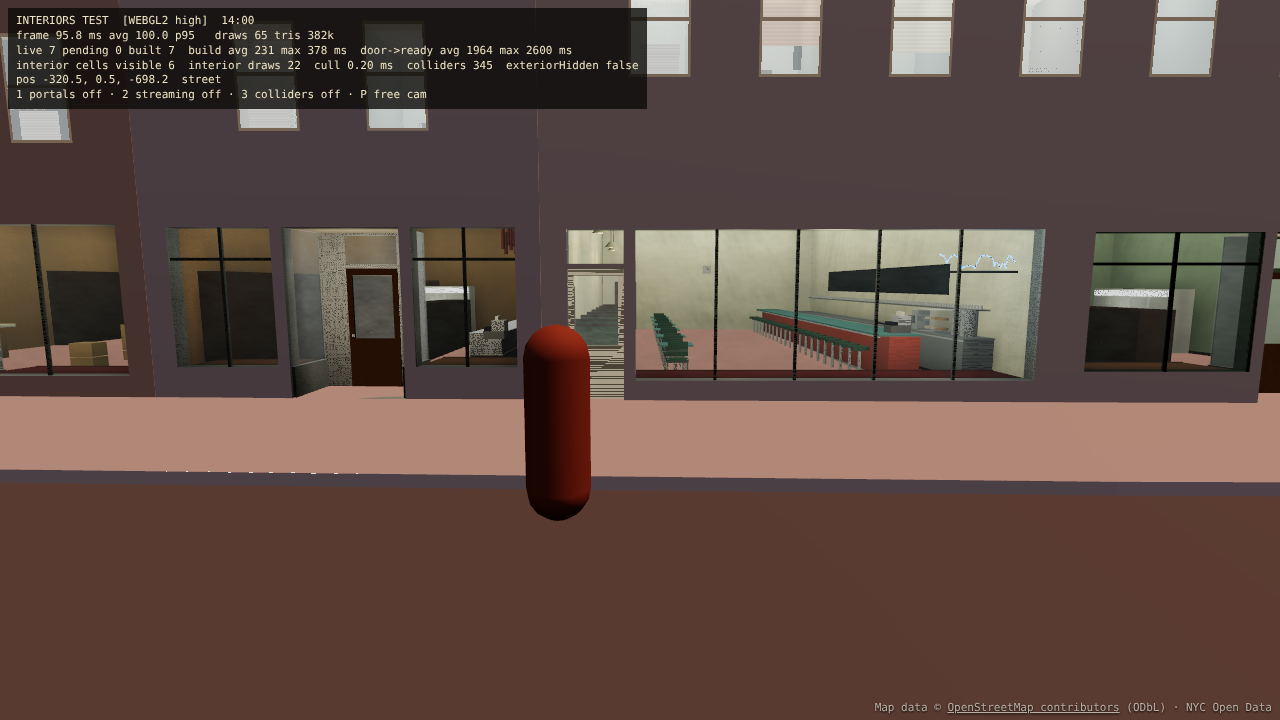 INTERIORS TEST  [WEBGL2 high]  14:00
frame 95.8 ms avg 100.0 p95   draws 65 tris 382k
live 7 pending 0 built 7  build avg 231 max 378 ms  door->ready avg 1964 max 2600 ms
interior cells visible 6  interior draws 22  cull 0.20 ms  colliders 345  exteriorHidden false
pos -320.5, 0.5, -698.2  street
1 portals off · 2 streaming off · 3 colliders off · P free cam
Map data © OpenStreetMap contributors (ODbL) · NYC Open Data